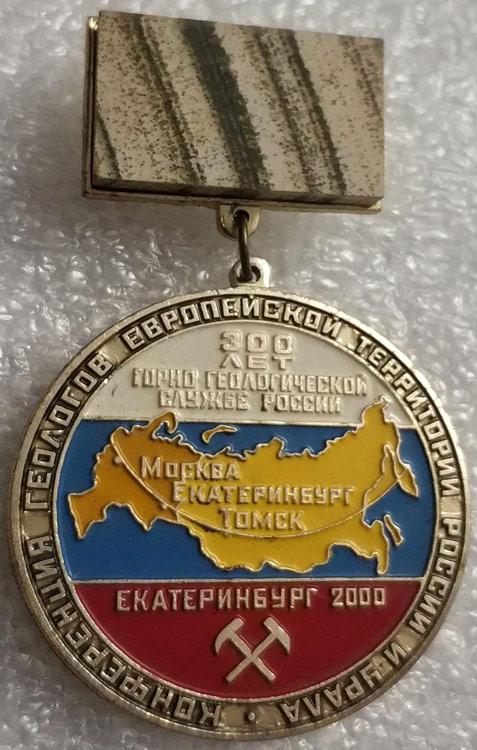 КОНФЕРЕНЦИЯ ГЕОЛОГОВ ЕВРОПЕЙСКОЙ ТЕРРИТОРИИ РОССИИ И УРАЛА
300
ЛЕТ
ГОРНО ГЕОЛОГИЧЕСКОЙ
СЛУЖБЕ РОССИИ
МОСКВА
ЕКАТЕРИНБУРГ
ТОМСК
ЕКАТЕРИНБУРГ 2000